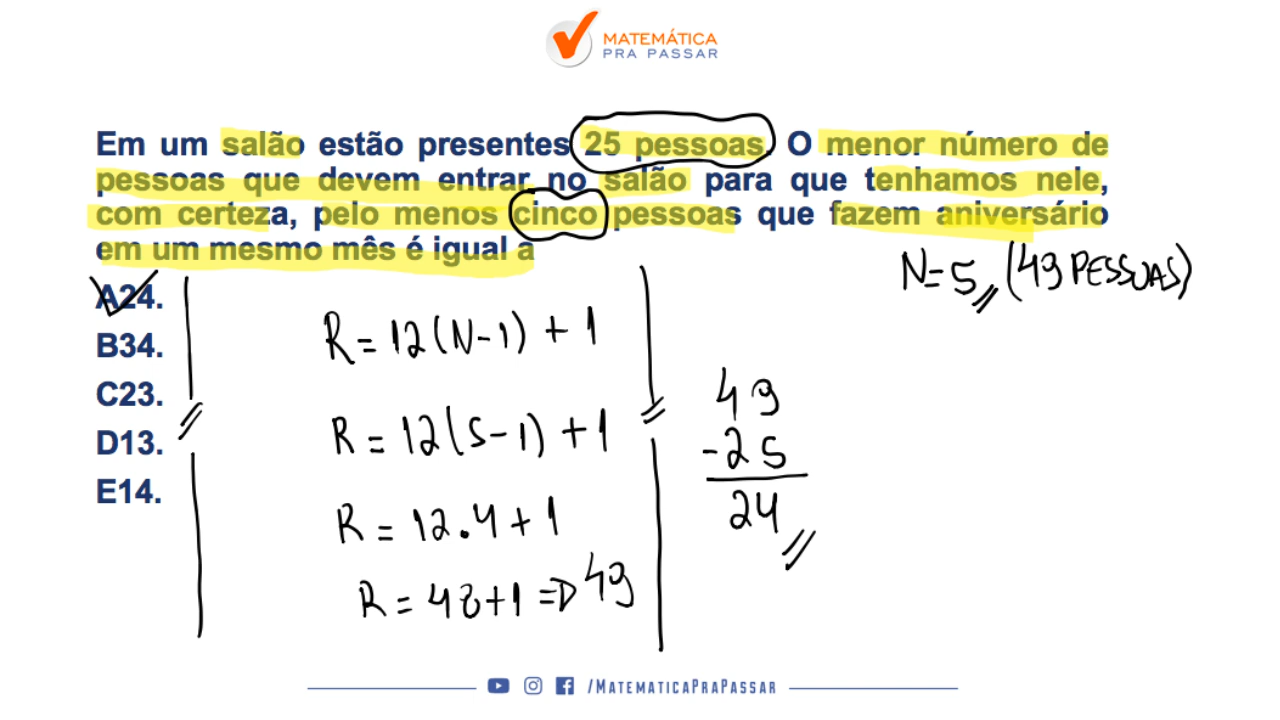 MATEMÁTICA
PRA PASSAR
Em um salão estão presentes 25 pessoas. O menor número de
pessoas que devem entrar no salão para que tenhamos nele,
com certeza, pelo menos cinco pessoas que fazem aniversário
em um mesmo mês é igual a
N=5 (49 PESSOAS)
A24.
B34.
C23.
D13.
E14.
R = 12(N-1) + 1
R = 12(5-1) + 1
R = 12.4 + 1
R = 48+1 => 49
49
-25
24
/MATEMATICAPRAPASSAR